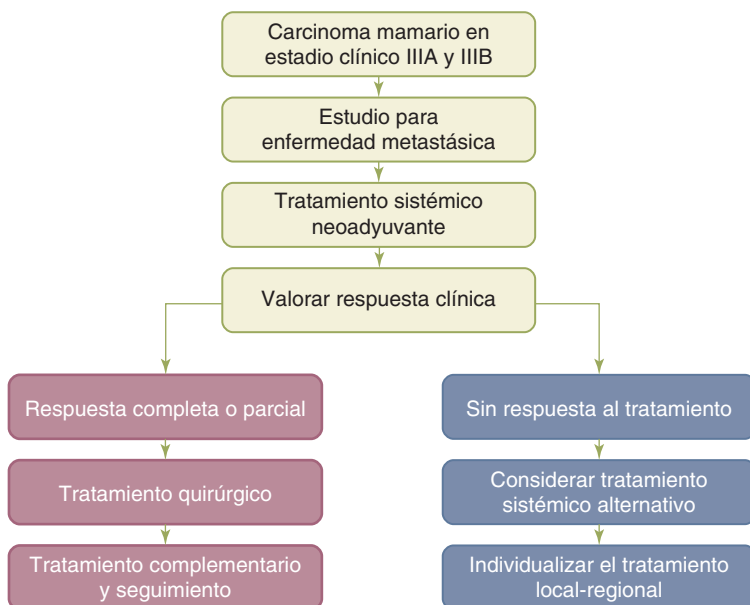 Carcinoma mamario en
estadio clínico IIIA y IIIB
Estudio para
enfermedad metastásica
Tratamiento sistémico
neoadyuvante
Valorar respuesta clínica
Respuesta completa o parcial
Tratamiento quirúrgico
Tratamiento complementario
y seguimiento
Sin respuesta al tratamiento
Considerar tratamiento
sistémico alternativo
Individualizar el tratamiento
local-regional